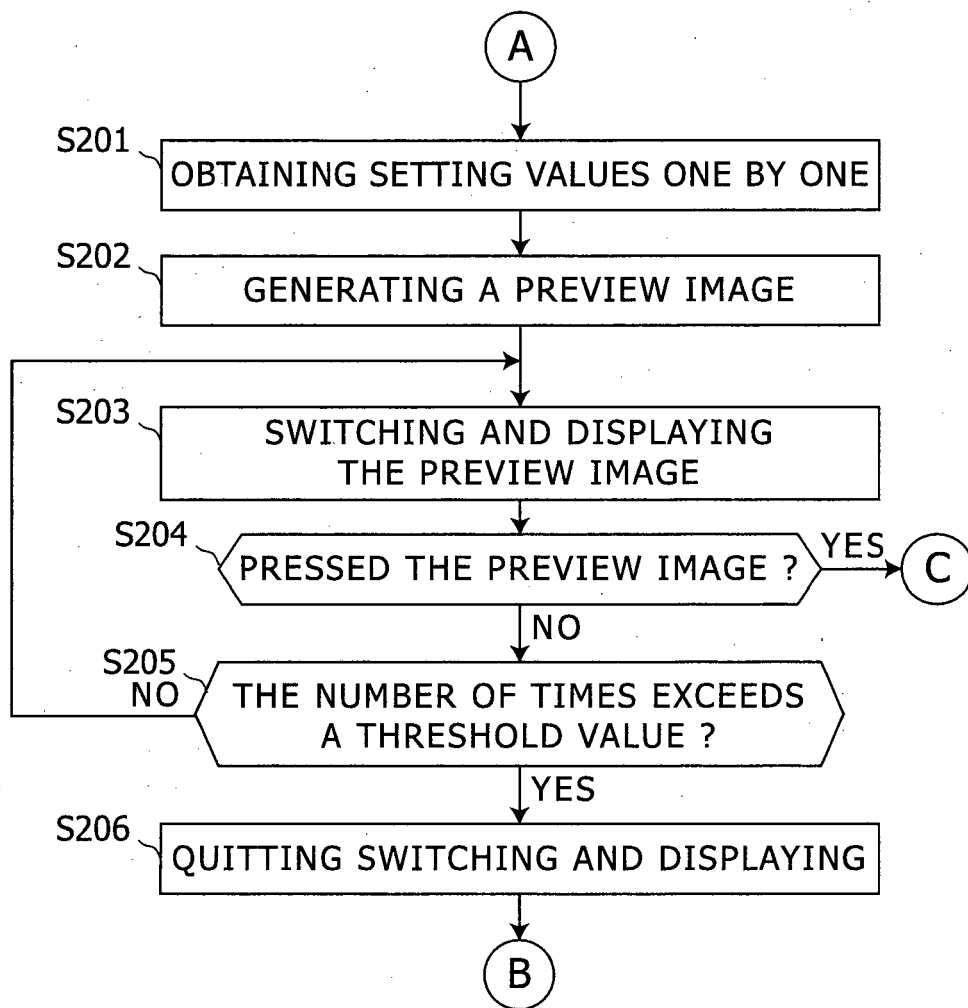 A
S201
OBTAINING SETTING VALUES ONE BY ONE
S202
GENERATING A PREVIEW IMAGE
S203
SWITCHING AND DISPLAYING
THE PREVIEW IMAGE
S204
PRESSED THE PREVIEW IMAGE ?
YES
C
NO
S205
NO
THE NUMBER OF TIMES EXCEEDS
A THRESHOLD VALUE ?
YES
S206
QUITTING SWITCHING AND DISPLAYING
B